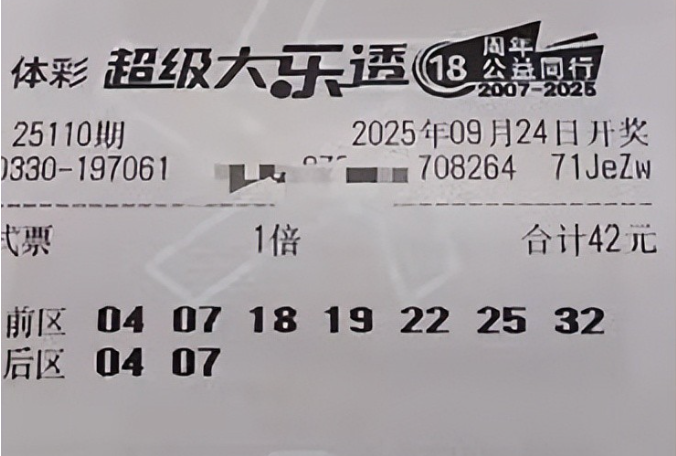 体彩 超级大乐透 18 周年 公益同行 2007-2025
25110期 2025年09月24日开奖
0330-197061 708264 71JeZw
式票 1倍 合计42元
前区 04 07 18 19 22 25 32
后区 04 07